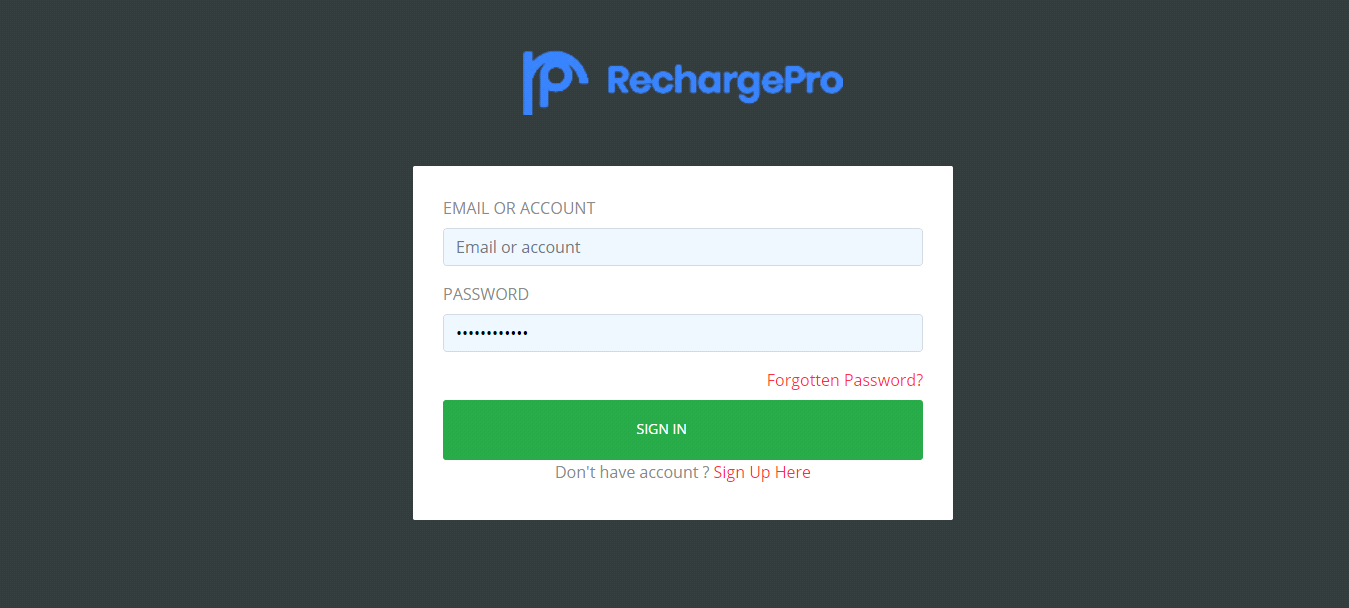 RechargePro
EMAIL OR ACCOUNT
Email or account
PASSWORD
••••••••••••
Forgotten Password?
SIGN IN
Don't have account ? Sign Up Here